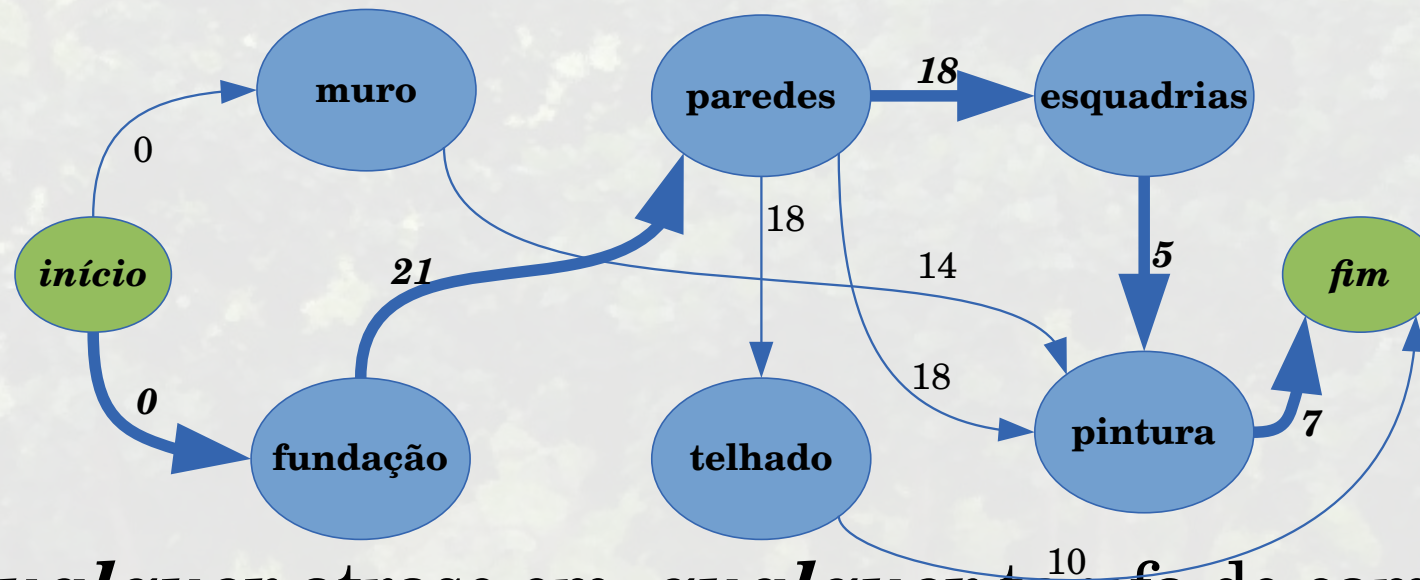 muro
paredes
18
esquadrias
0
18
14
5
21
início
fim
18
0
7
fundação
telhado
pintura
10